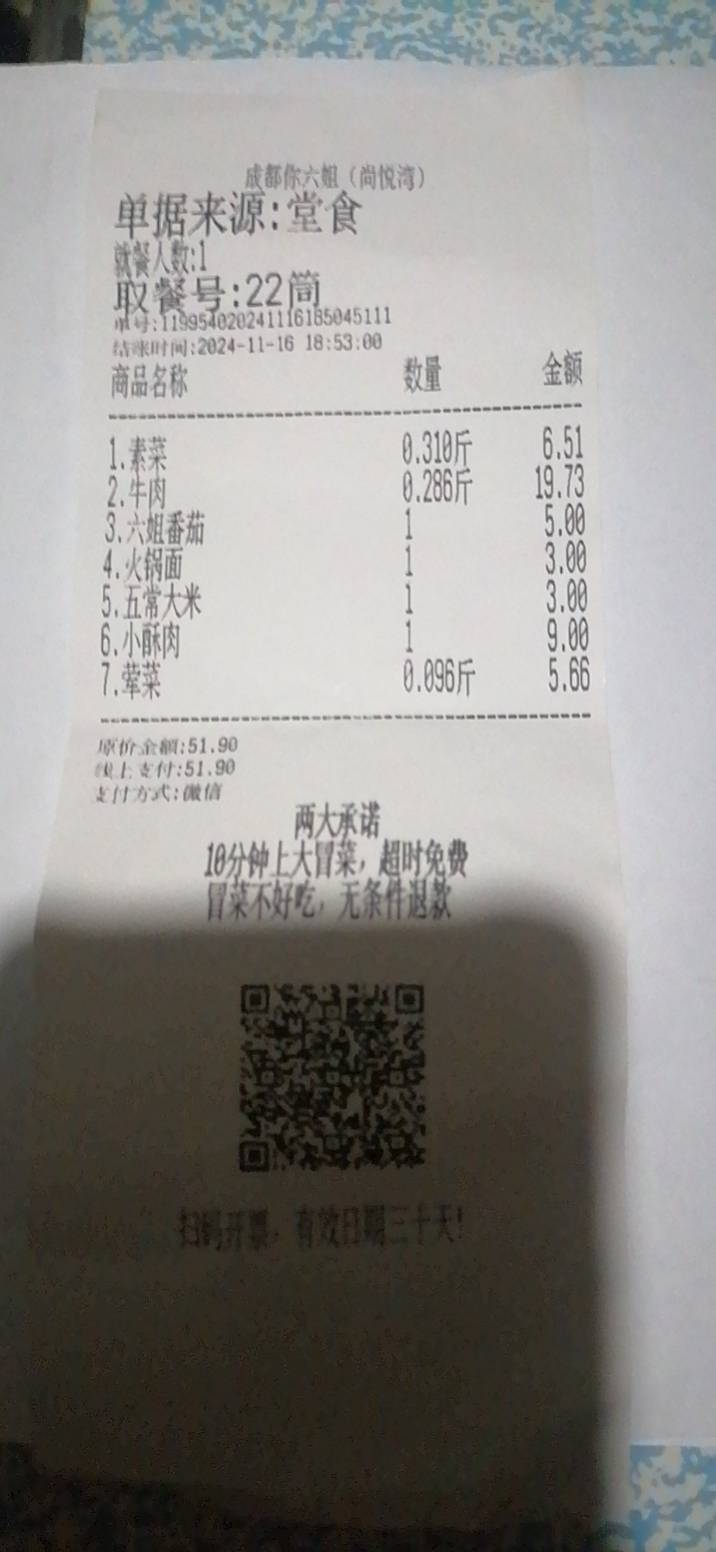 成都你六姐（尚悦湾）
单据来源:堂食
就餐人数:1
取餐号:22筒
单号:119954020241116185045111
结账时间:2024-11-16 18:53:00
商品名称 数量 金额
1.素菜 0.310斤 6.51
2.牛肉 0.286斤 19.73
3.六姐番茄 1 5.00
4.火锅面 1 3.00
5.五常大米 1 3.00
6.小酥肉 1 9.00
7.荤菜 0.096斤 5.66
原价金额:51.90
线上支付:51.90
支付方式:微信
两大承诺
10分钟上大冒菜，超时免费
冒菜不好吃，无条件退款
扫码开票，有效日期三十天!